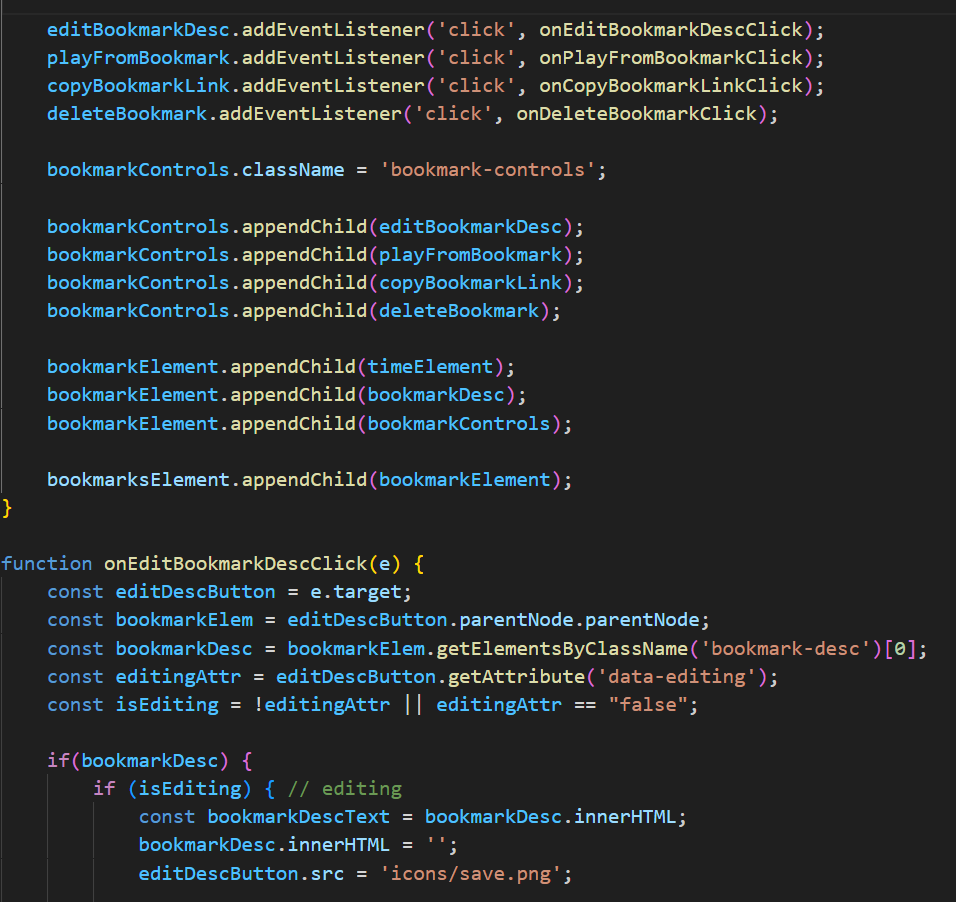 editBookmarkDesc.addEventListener('click', onEditBookmarkDescClick);
playFromBookmark.addEventListener('click', onPlayFromBookmarkClick);
copyBookmarkLink.addEventListener('click', onCopyBookmarkLinkClick);
deleteBookmark.addEventListener('click', onDeleteBookmarkClick);
bookmarkControls.className = 'bookmark-controls';
bookmarkControls.appendChild(editBookmarkDesc);
bookmarkControls.appendChild(playFromBookmark);
bookmarkControls.appendChild(copyBookmarkLink);
bookmarkControls.appendChild(deleteBookmark);
bookmarkElement.appendChild(timeElement);
bookmarkElement.appendChild(bookmarkDesc);
bookmarkElement.appendChild(bookmarkControls);
bookmarksElement.appendChild(bookmarkElement);
}
function onEditBookmarkDescClick(e) {
const editDescButton = e.target;
const bookmarkElem = editDescButton.parentNode.parentNode;
const bookmarkDesc = bookmarkElem.getElementsByClassName('bookmark-desc')[0];
const editingAttr = editDescButton.getAttribute('data-editing');
const isEditing = !editingAttr || editingAttr == "false";
if(bookmarkDesc) {
if (isEditing) { // editing
const bookmarkDescText = bookmarkDesc.innerHTML;
bookmarkDesc.innerHTML = '';
editDescButton.src = 'icons/save.png';